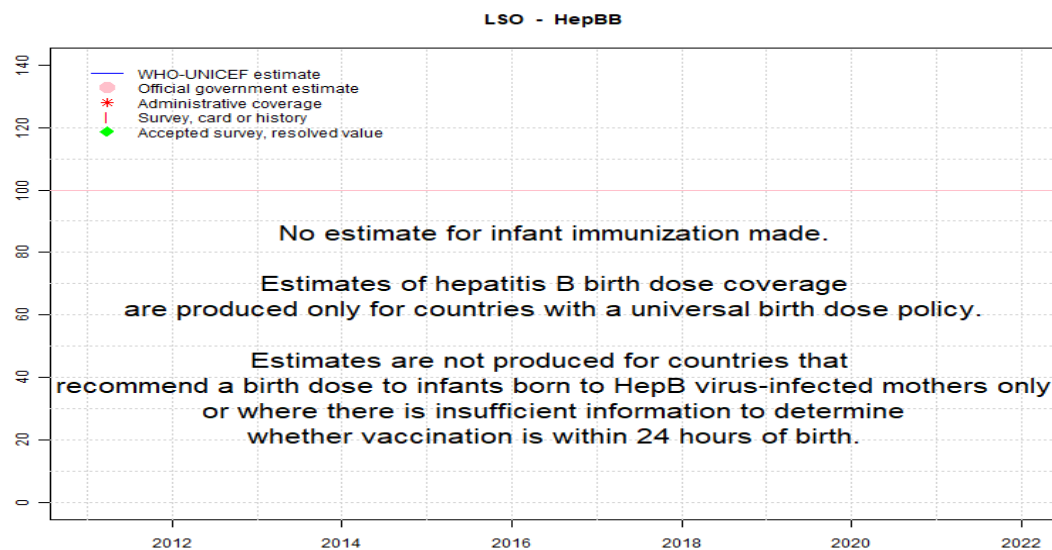 LSO - HepBB
140
120
100
80
60
40
20
0
WHO-UNICEF estimate
Official government estimate
Administrative coverage
Survey, card or history
Accepted survey, resolved value
No estimate for infant immunization made.
Estimates of hepatitis B birth dose coverage
are produced only for countries with a universal birth dose policy.
Estimates are not produced for countries that
recommend a birth dose to infants born to HepB virus-infected mothers only
or where there is insufficient information to determine
whether vaccination is within 24 hours of birth.
2012 2014 2016 2018 2020 2022